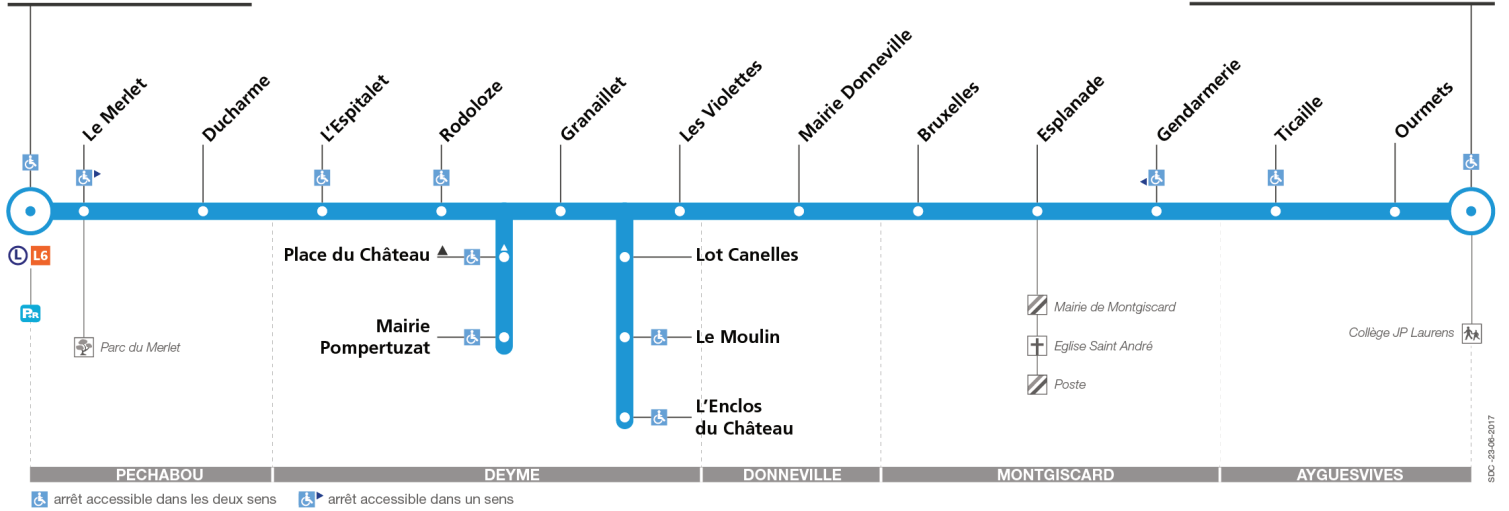 Le Merlet
Ducharme
L'Espitalet
Rodoloze
Granaillet
Les Violettes
Mairie Donneville
Bruxelles
Esplanade
Gendarmerie
Ticaille
Ourmets
L L6
Place du Château
Lot Canelles
P+R
Mairie
Pompertuzat
Le Moulin
Parc du Merlet
Mairie de Montgiscard
Eglise Saint André
Poste
Collège JP Laurens
L'Enclos
du Château
PECHABOU
DEYME
DONNEVILLE
MONTGISCARD
AYGUESVIVES
arrêt accessible dans les deux sens
arrêt accessible dans un sens
SDC -23-06-2017